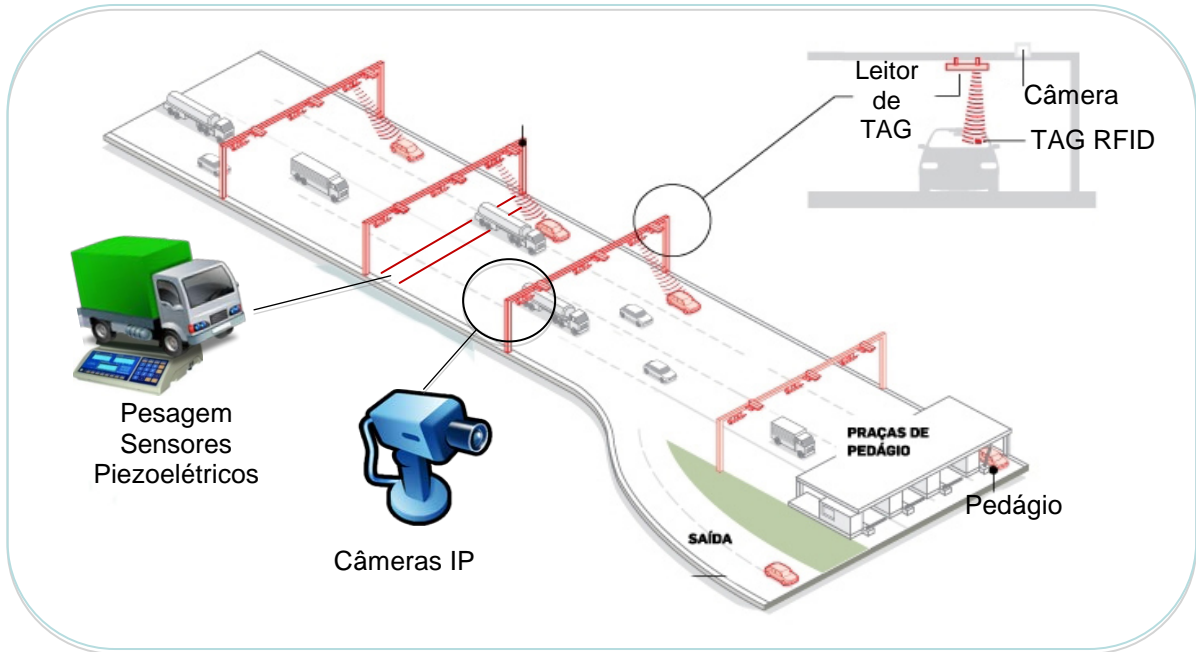 Leitor
de
TAG
Câmera
TAG RFID
Pesagem
Sensores
Piezoelétricos
Câmeras IP
PRAÇAS DE
PEDÁGIO
Pedágio
SAÍDA